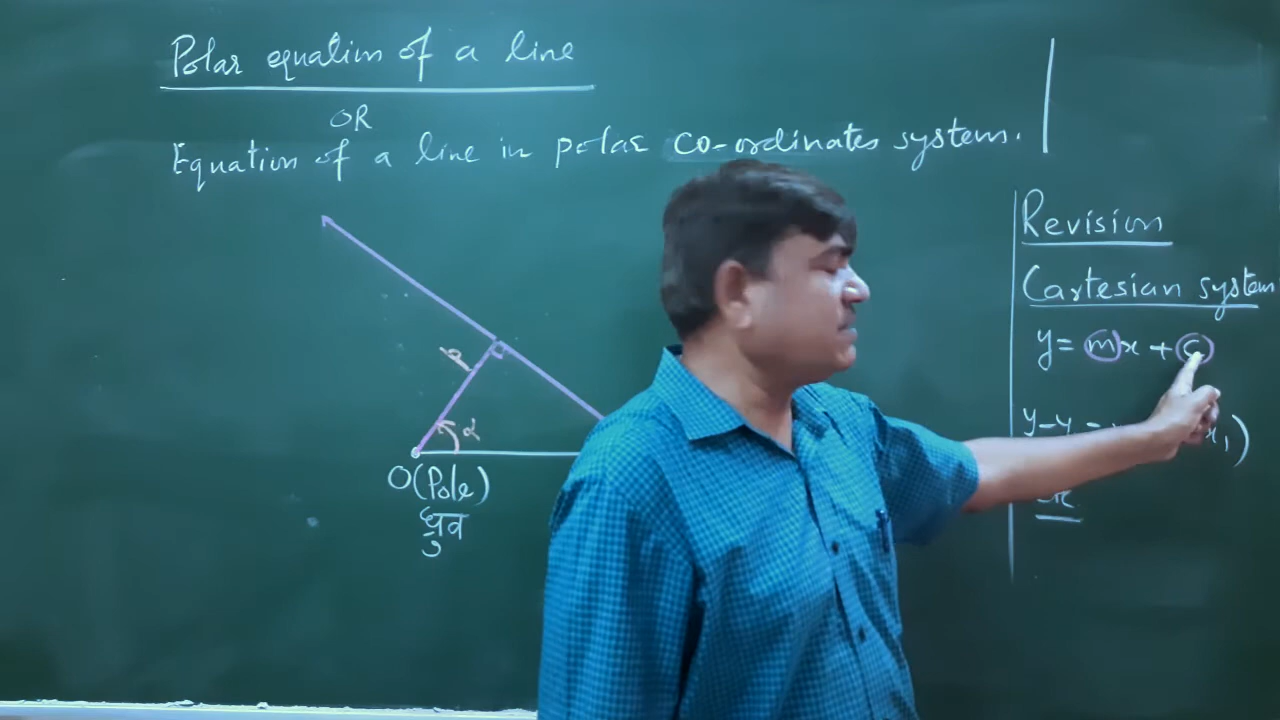 Polar equation of a line
OR
Equation of a line in polar co-ordinates system.
p
α
O(Pole)
ध्रुव
Revision
Cartesian system
y = mx + c
y-y =